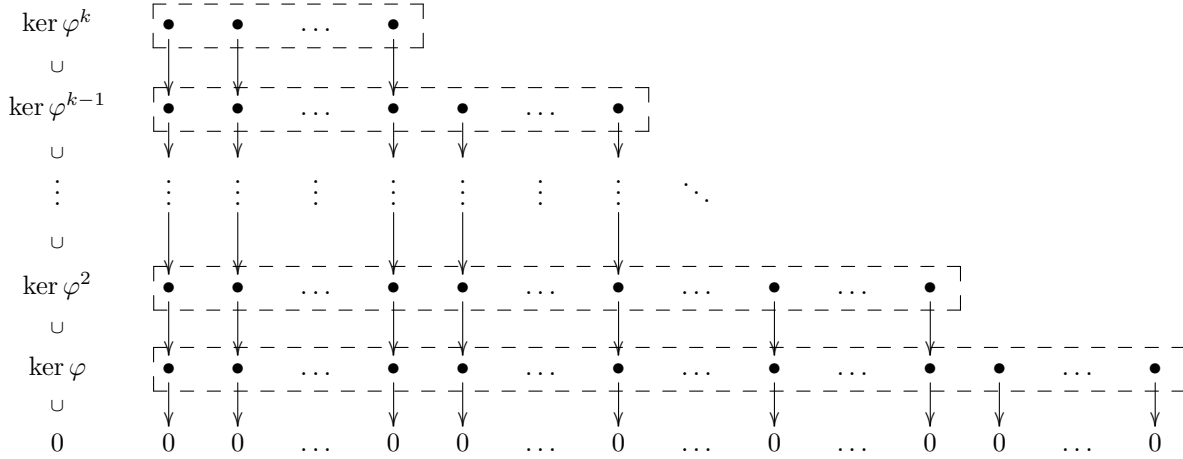 ker φ^k • • … •
∪
ker φ^{k−1} • • … • • … •
∪
⋮ ⋮ ⋮ ⋮ ⋮ ⋮ ⋮ ⋮ ⋱
∪
ker φ^2 • • … • • … • … • … •
∪
ker φ • • … • • … • … • … • • … •
∪
0 0 0 … 0 0 … 0 … 0 … 0 0 … 0